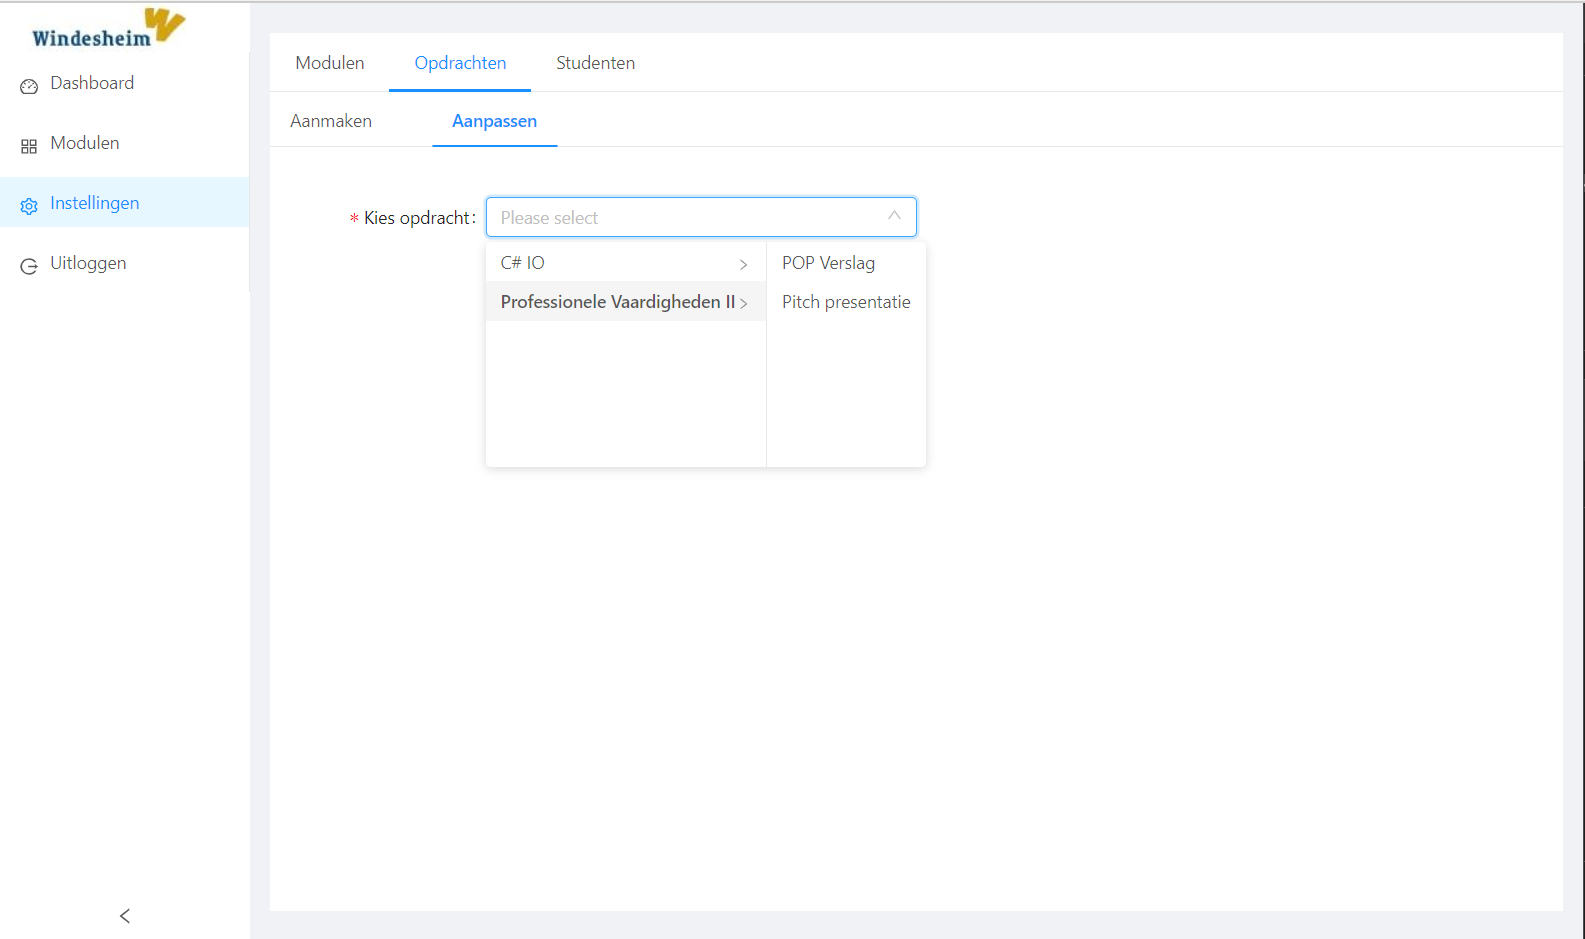 Windesheim
Dashboard
Modulen
Instellingen
Uitloggen
Modulen Opdrachten Studenten
Aanmaken Aanpassen
* Kies opdracht: Please select
C# IO
Professionele Vaardigheden II
POP Verslag
Pitch presentatie